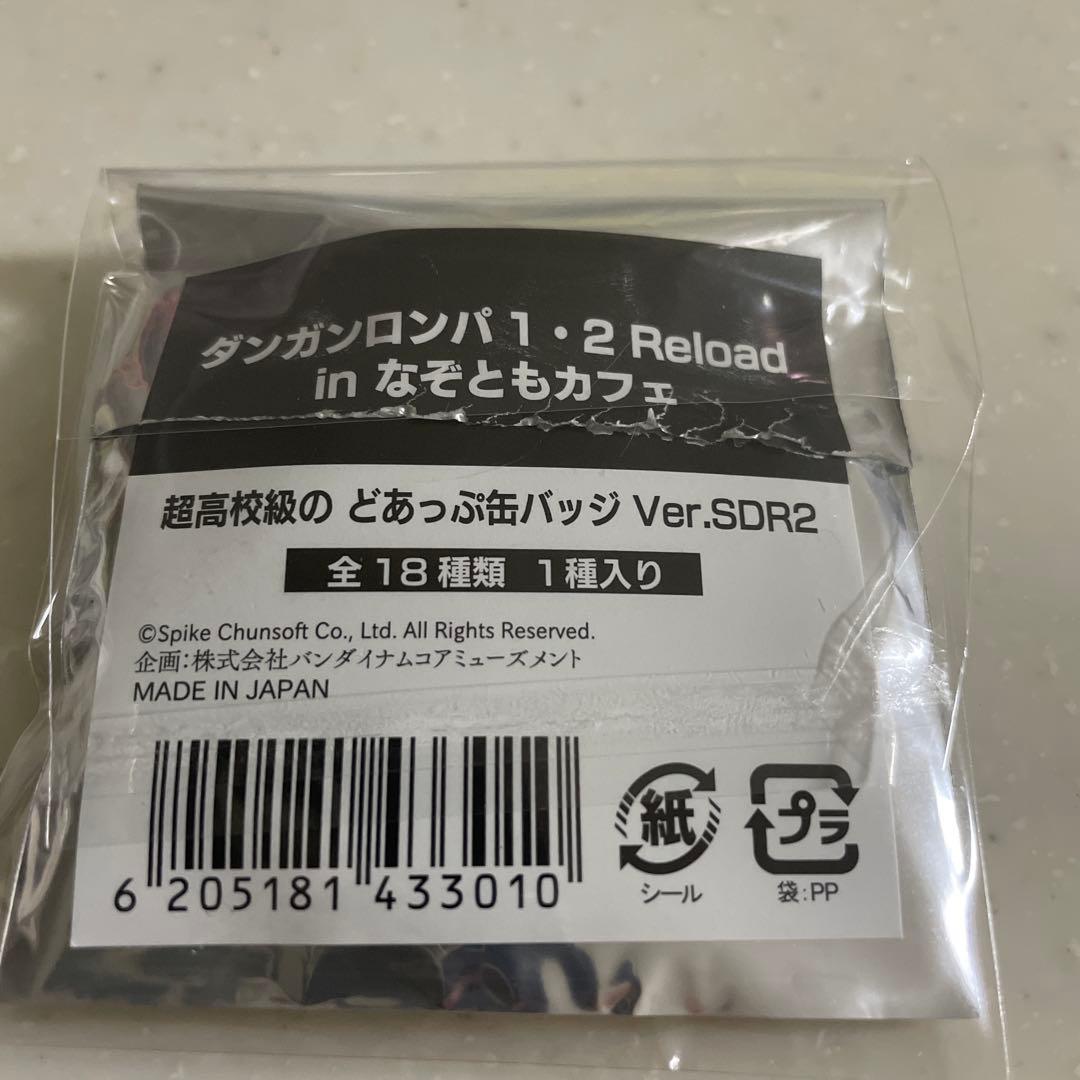 ダンガンロンパ 1・2 Reload
in なぞともカフェ
超高校級の どあっぷ缶バッジ Ver.SDR2
全 18 種類 1 種入り
©Spike Chunsoft Co., Ltd. All Rights Reserved.
企画:株式会社バンダイナムコアミューズメント
MADE IN JAPAN
6 205181 433010
紙
シール
プラ
袋:PP